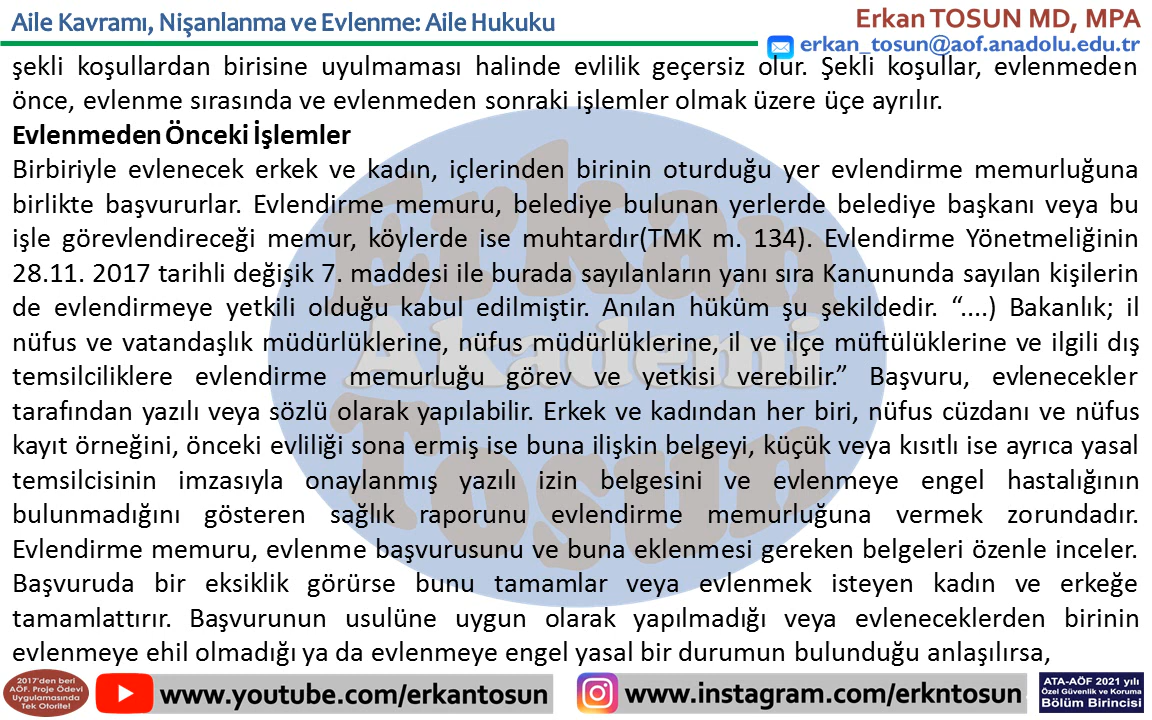 Aile Kavramı, Nişanlanma ve Evlenme: Aile Hukuku
Erkan TOSUN MD, MPA
erkan_tosun@aof.anadolu.edu.tr
şekli koşullardan birisine uyulmaması halinde evlilik geçersiz olur. Şekli koşullar, evlenmeden
önce, evlenme sırasında ve evlenmeden sonraki işlemler olmak üzere üçe ayrılır.
Evlenmeden Önceki İşlemler
Birbiriyle evlenecek erkek ve kadın, içlerinden birinin oturduğu yer evlendirme memurluğuna
birlikte başvururlar. Evlendirme memuru, belediye bulunan yerlerde belediye başkanı veya bu
işle görevlendireceği memur, köylerde ise muhtardır(TMK m. 134). Evlendirme Yönetmeliğinin
28.11. 2017 tarihli değişik 7. maddesi ile burada sayılanların yanı sıra Kanununda sayılan kişilerin
de evlendirmeye yetkili olduğu kabul edilmiştir. Anılan hüküm şu şekildedir. “....) Bakanlık; il
nüfus ve vatandaşlık müdürlüklerine, nüfus müdürlüklerine, il ve ilçe müftülüklerine ve ilgili dış
temsilciliklere evlendirme memurluğu görev ve yetkisi verebilir.” Başvuru, evlenecekler
tarafından yazılı veya sözlü olarak yapılabilir. Erkek ve kadından her biri, nüfus cüzdanı ve nüfus
kayıt örneğini, önceki evliliği sona ermiş ise buna ilişkin belgeyi, küçük veya kısıtlı ise ayrıca yasal
temsilcisinin imzasıyla onaylanmış yazılı izin belgesini ve evlenmeye engel hastalığının
bulunmadığını gösteren sağlık raporunu evlendirme memurluğuna vermek zorundadır.
Evlendirme memuru, evlenme başvurusunu ve buna eklenmesi gereken belgeleri özenle inceler.
Başvuruda bir eksiklik görürse bunu tamamlar veya evlenmek isteyen kadın ve erkeğe
tamamlattırır. Başvurunun usulüne uygun olarak yapılmadığı veya evleneceklerden birinin
evlenmeye ehil olmadığı ya da evlenmeye engel yasal bir durumun bulunduğu anlaşılırsa,
Erkan
Akademi
Tosun
2017'den beri
AÖF. Proje Ödevi
Uygulamasında
Tek Otorite!
www.youtube.com/erkantosun
www.instagram.com/erkntosun
ATA-AÖF 2021 yılı
Özel Güvenlik ve Koruma
Bölüm Birincisi